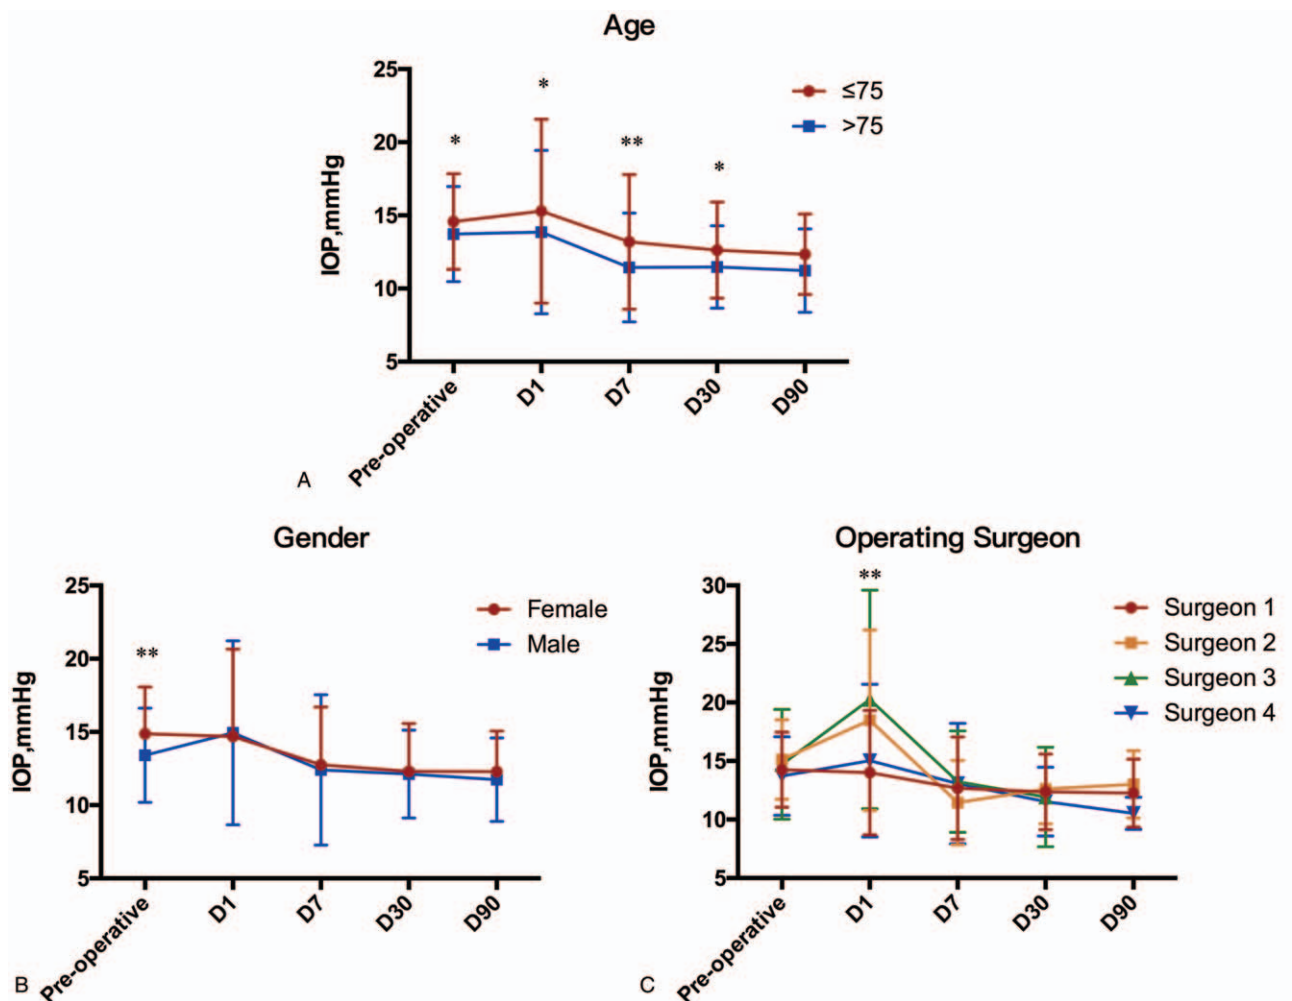 Age
25
20
15
10
5
IOP,mmHg
*
*
**
*
≤75
>75
Pre-operative
D1
D7
D30
D90
A
Gender
25
20
15
10
5
IOP,mmHg
**
Female
Male
Pre-operative
D1
D7
D30
D90
B
Operating Surgeon
30
25
20
15
10
5
IOP,mmHg
**
Surgeon 1
Surgeon 2
Surgeon 3
Surgeon 4
Pre-operative
D1
D7
D30
D90
C